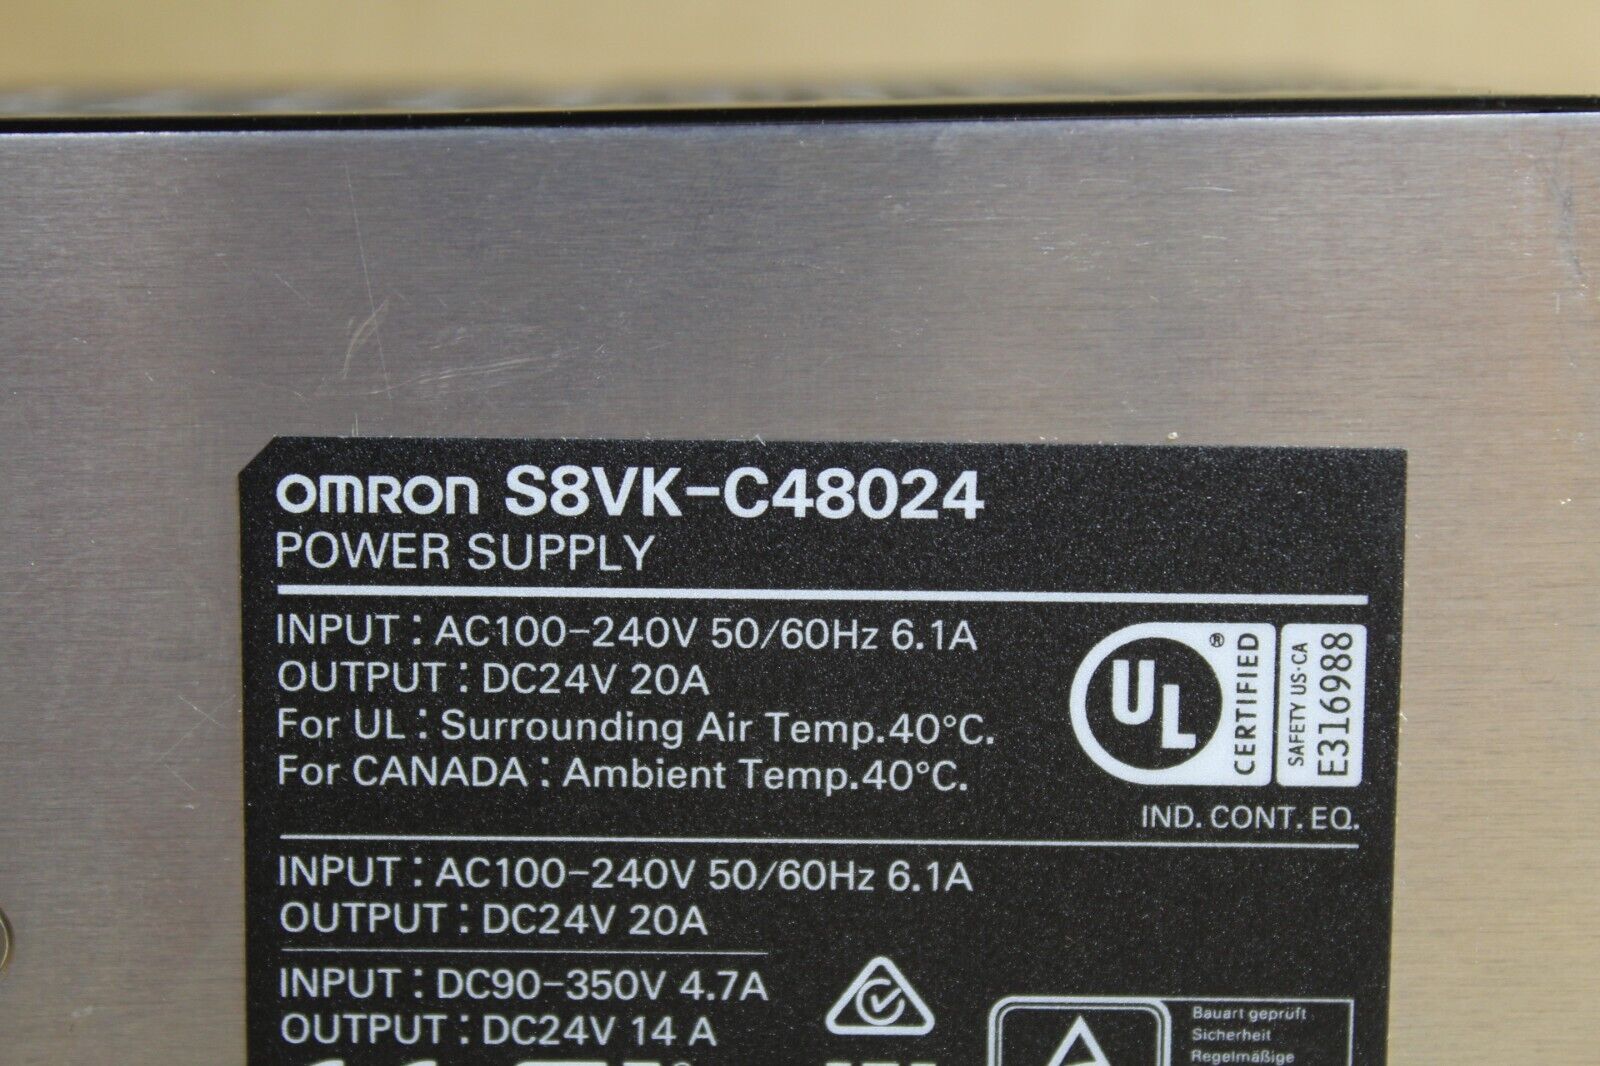 omron S8VK-C48024
POWER SUPPLY
INPUT : AC100-240V 50/60Hz 6.1A
OUTPUT : DC24V 20A
For UL : Surrounding Air Temp.40°C.
For CANADA : Ambient Temp.40°C.
UL ® CERTIFIED
SAFETY US·CA
E316988
IND. CONT. EQ.
INPUT : AC100-240V 50/60Hz 6.1A
OUTPUT : DC24V 20A
INPUT : DC90-350V 4.7A
OUTPUT : DC24V 14 A
Bauart geprüft
Sicherheit
Regelmäßige